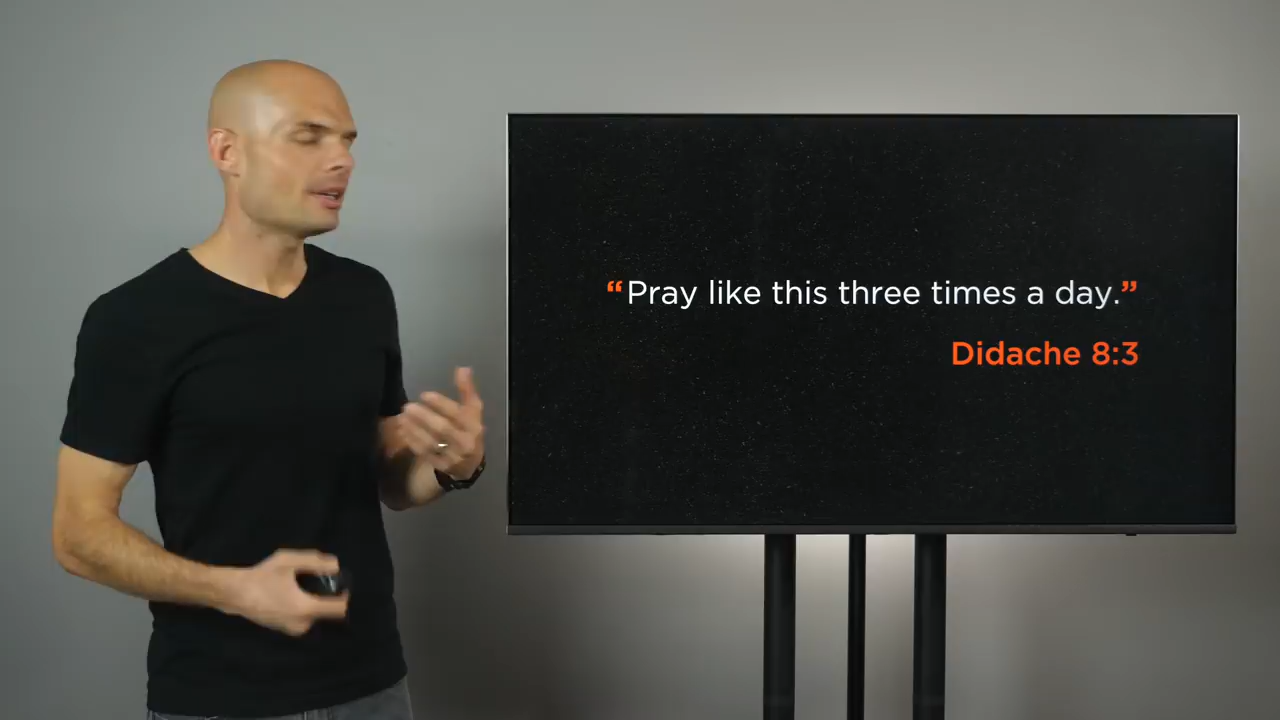 “Pray like this three times a day.”
Didache 8:3